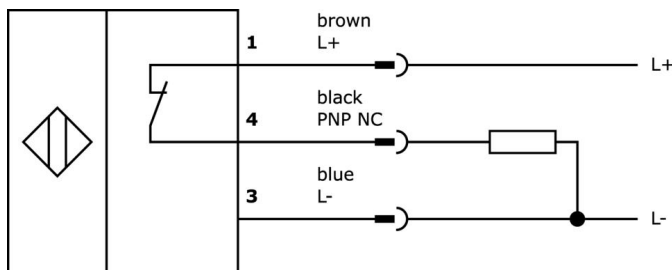 brown
1 L+
L+
black
4 PNP NC
blue
3 L-
L-